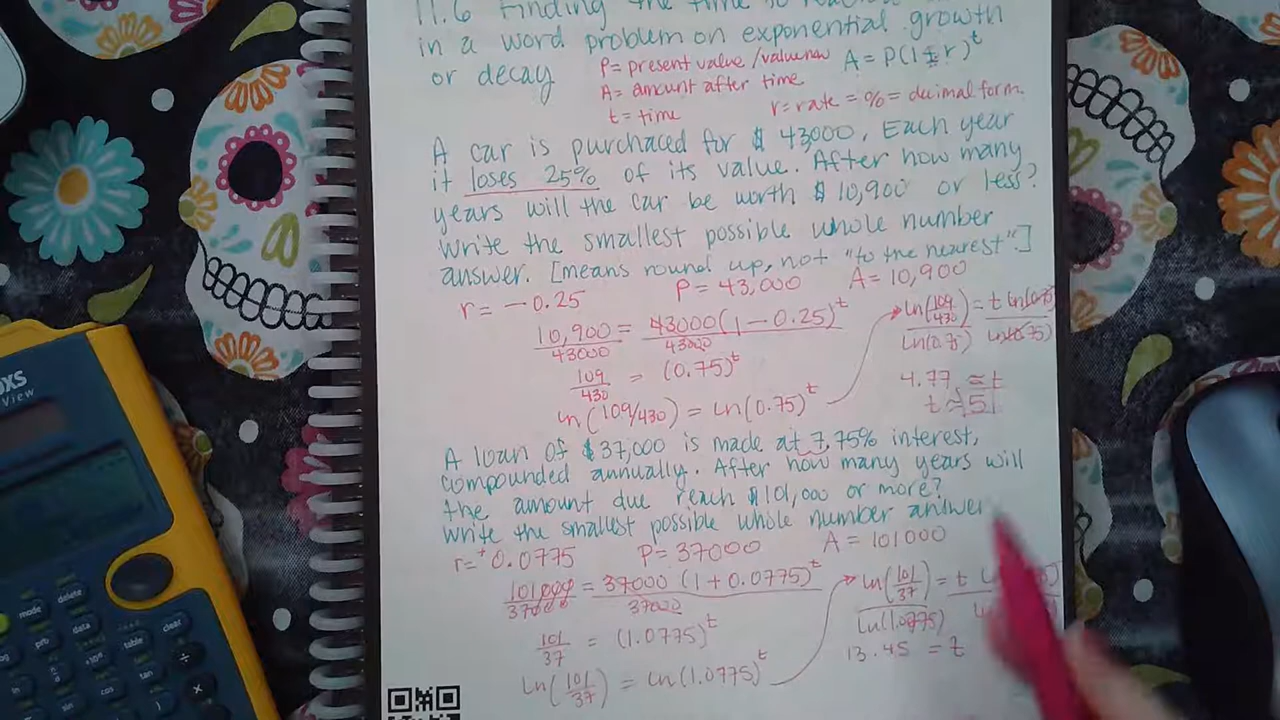 11.6 Finding the time to
in a word problem on exponential growth
or decay
P = present value / value now A = P(1 ± r)^t
A = amount after time
t = time r = rate = % = decimal form.
A car is purchased for $ 43000. Each year
it loses 25% of its value. After how many
years will the car be worth $ 10,900 or less?
Write the smallest possible whole number
answer. [means round up, not "to the nearest".]
r = -0.25 P = 43,000 A = 10,900
10,900/43000 = 43000(1 - 0.25)^t/43000
109/430 = (0.75)^t
ln(109/430) = ln(0.75)^t
ln(109/430)/ln(0.75) = t ln(0.75)/ln(0.75)
4.77 ≈ t
t ≈ 5
A loan of $37,000 is made at 7.75% interest,
compounded annually. After how many years will
the amount due reach $101,000 or more?
Write the smallest possible whole number answer
r = +0.0775 P = 37000 A = 101000
101000/37000 = 37000 (1 + 0.0775)^t/37000
101/37 = (1.0775)^t
ln(101/37) = ln(1.0775)^t
ln(101/37)/ln(1.0775) = t
13.45 = t
View
mode delete
prb data table clear